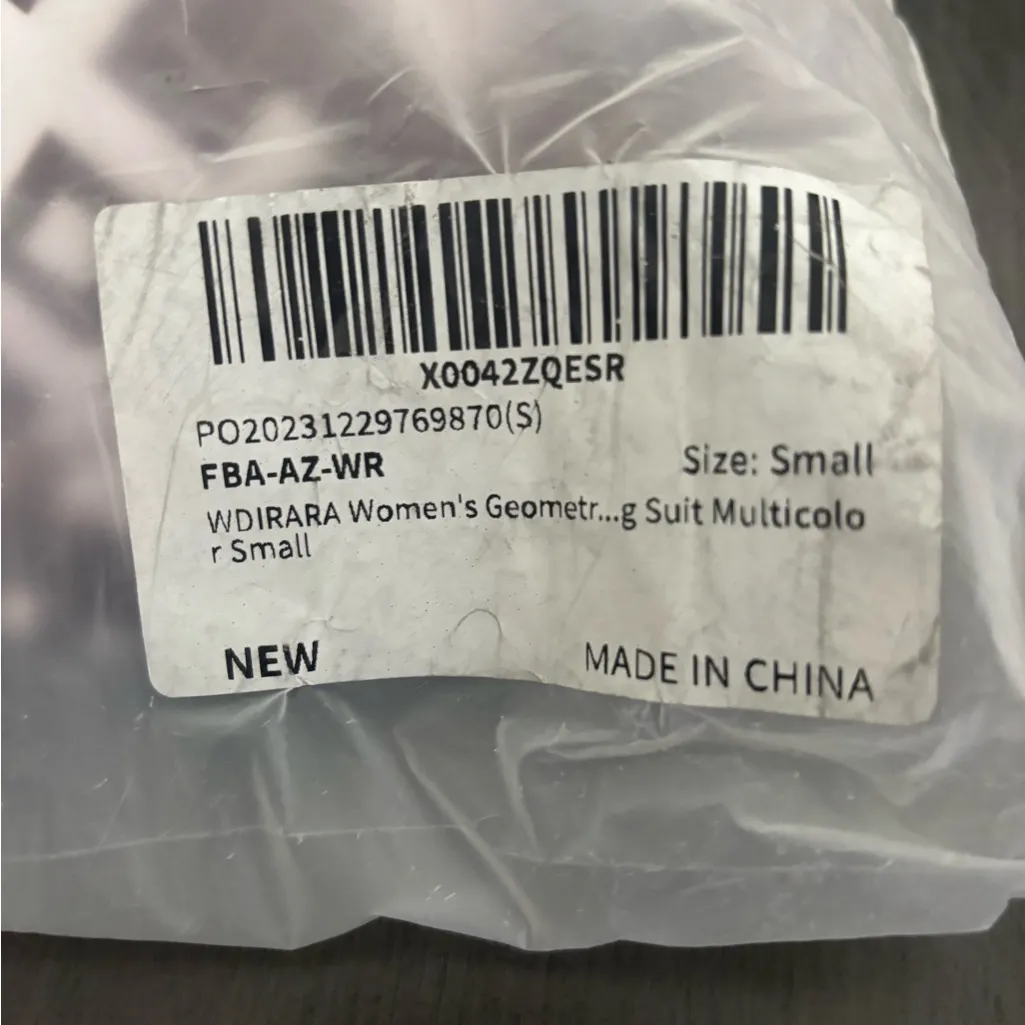 X0042ZQESR
PO20231229769870(S)
FBA-AZ-WR
Size: Small
WDIRARA Women's Geometr...g Suit Multicolo
r Small
NEW
MADE IN CHINA